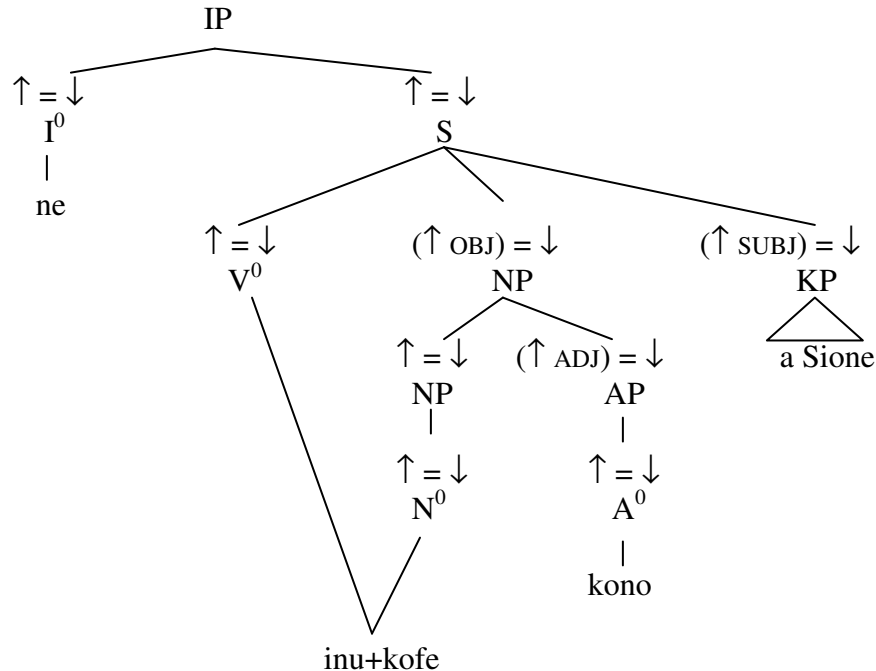 IP
↑ = ↓ ↑ = ↓
I⁰ S
ne
↑ = ↓ (↑ OBJ) = ↓ (↑ SUBJ) = ↓
V⁰ NP KP
↑ = ↓ (↑ ADJ) = ↓ a Sione
NP AP
↑ = ↓ ↑ = ↓
N⁰ A⁰
kono
inu+kofe